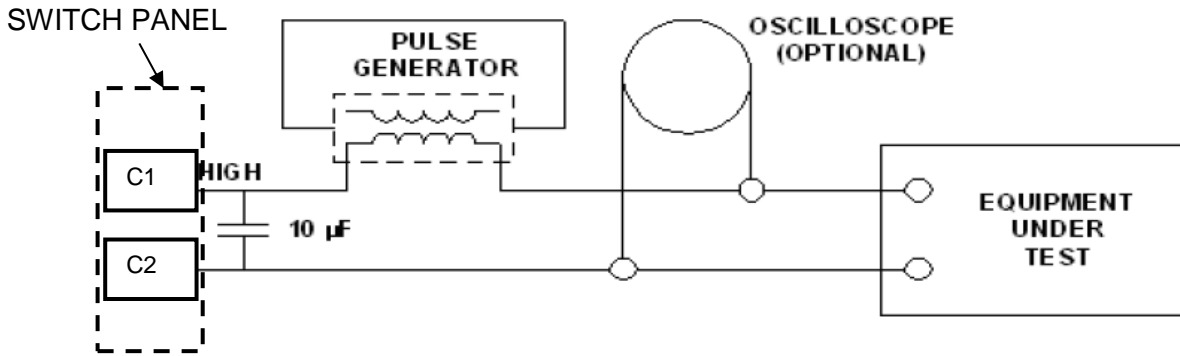 SWITCH PANEL
PULSE
GENERATOR
OSCILLOSCOPE
(OPTIONAL)
C1
HIGH
10 µF
C2
EQUIPMENT
UNDER
TEST